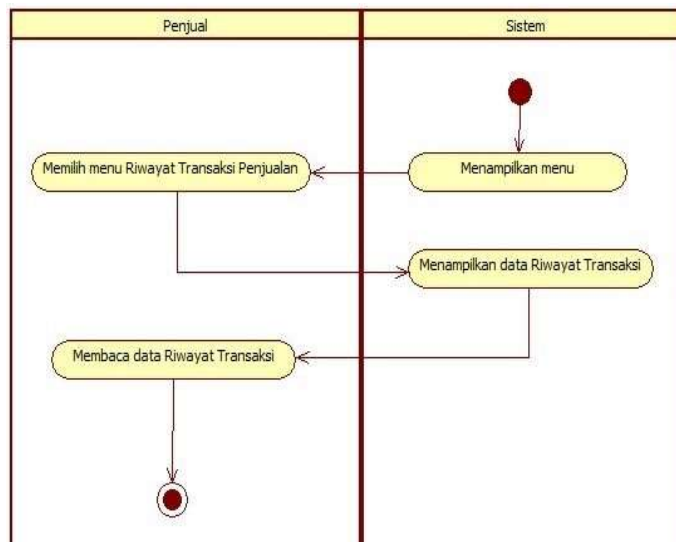 Penjual
Sistem
Menampilkan menu
Memilih menu Riwayat Transaksi Penjualan
Menampilkan data Riwayat Transaksi
Membaca data Riwayat Transaksi